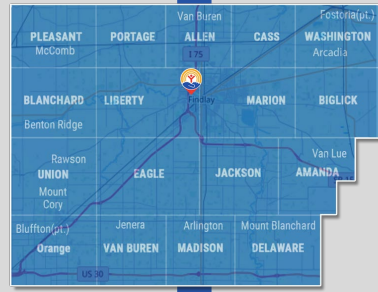 Van Buren
Fostoria(pt.)
PLEASANT
PORTAGE
ALLEN
CASS
WASHINGTON
McComb
Arcadia
I 75
BLANCHARD
LIBERTY
Findlay
MARION
BIGLICK
Benton Ridge
Rawson
Van Lue
UNION
EAGLE
JACKSON
AMANDA
Mount
Cory
Bluffton(pt.)
Jenera
Arlington
Mount Blanchard
Orange
VAN BUREN
MADISON
DELAWARE
US 30